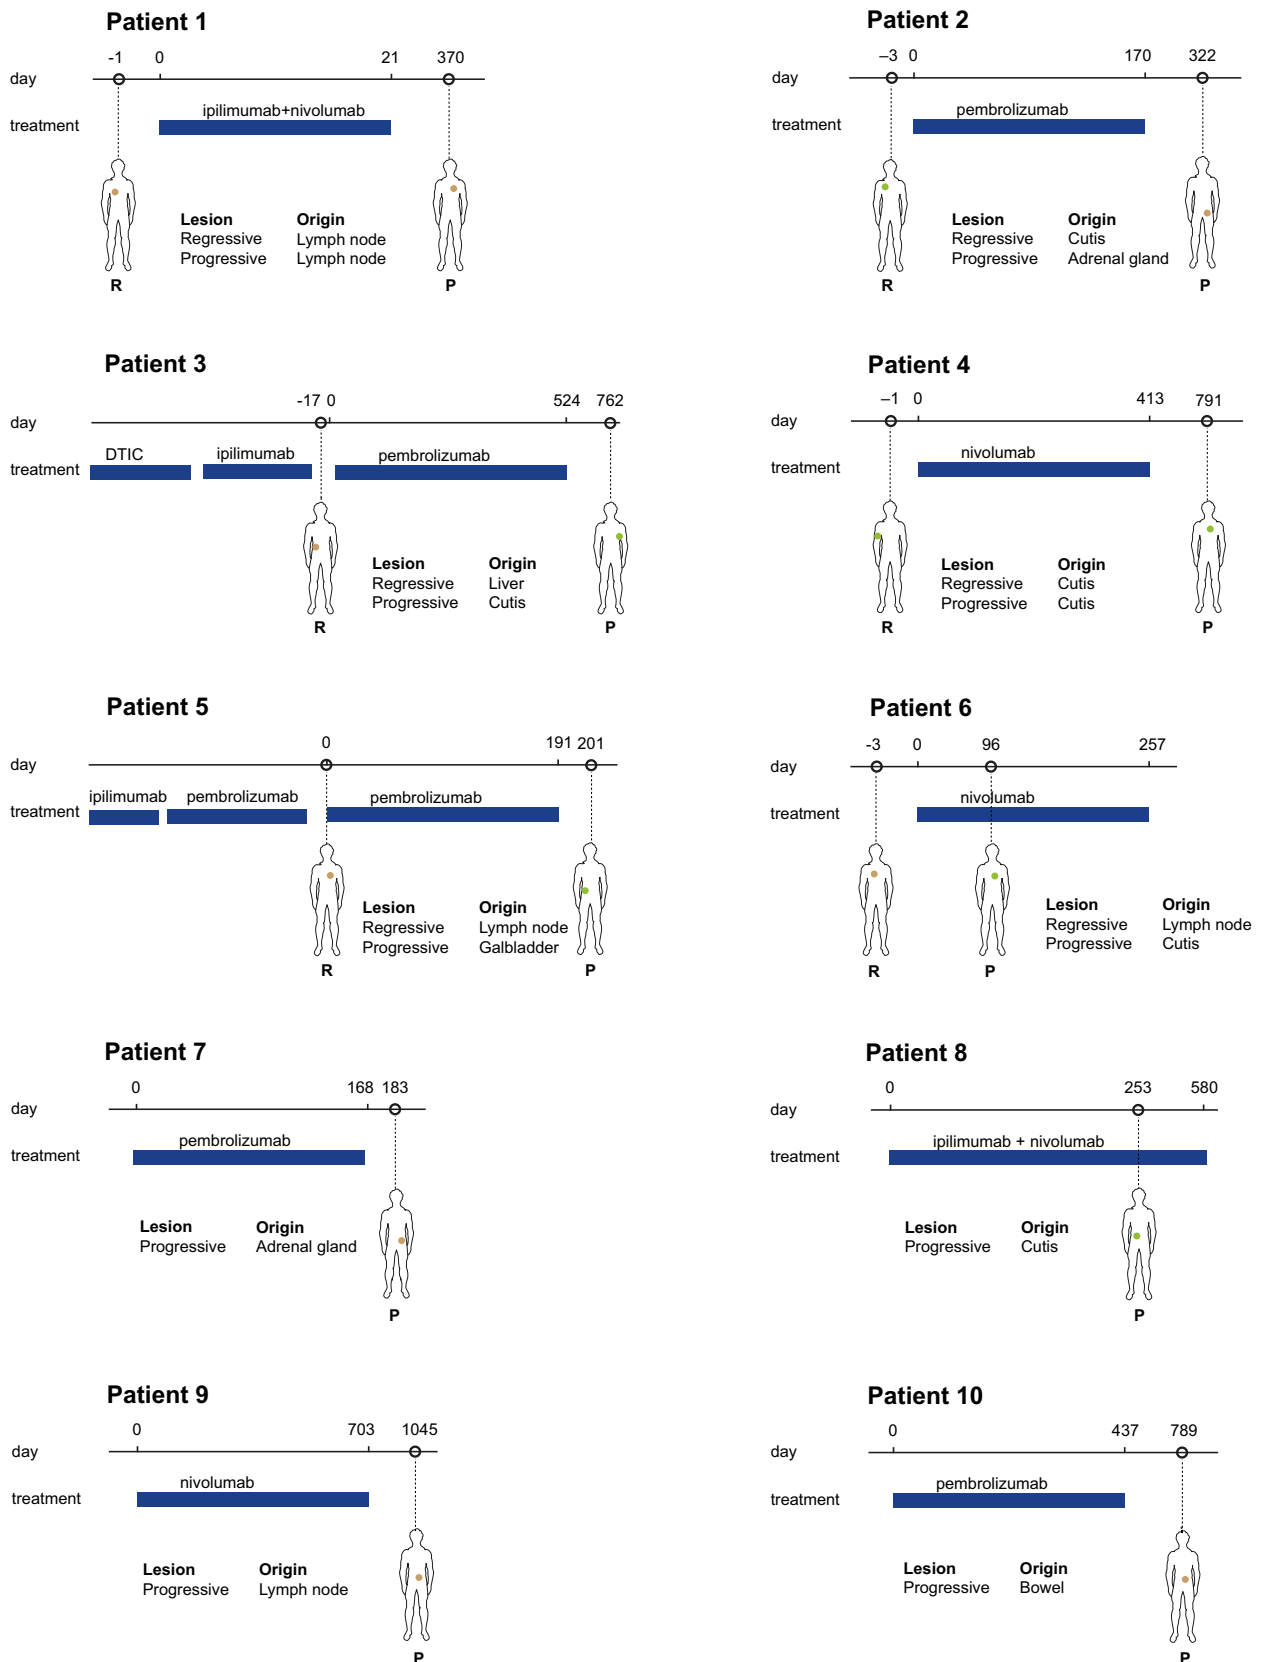 Patient 1
-1 0 21 370
day
ipilimumab+nivolumab
treatment
Lesion Origin
Regressive Lymph node
Progressive Lymph node
R P
Patient 2
–3 0 170 322
day
pembrolizumab
treatment
Lesion Origin
Regressive Cutis
Progressive Adrenal gland
R P
Patient 3
-17 0 524 762
day
DTIC ipilimumab pembrolizumab
treatment
Lesion Origin
Regressive Liver
Progressive Cutis
R P
Patient 4
–1 0 413 791
day
nivolumab
treatment
Lesion Origin
Regressive Cutis
Progressive Cutis
R P
Patient 5
0 191 201
day
ipilimumab pembrolizumab pembrolizumab
treatment
Lesion Origin
Regressive Lymph node
Progressive Galbladder
R P
Patient 6
-3 0 96 257
day
nivolumab
treatment
Lesion Origin
Regressive Lymph node
Progressive Cutis
R P
Patient 7
0 168 183
day
pembrolizumab
treatment
Lesion Origin
Progressive Adrenal gland
P
Patient 8
0 253 580
day
ipilimumab + nivolumab
treatment
Lesion Origin
Progressive Cutis
P
Patient 9
0 703 1045
day
nivolumab
treatment
Lesion Origin
Progressive Lymph node
P
Patient 10
0 437 789
day
pembrolizumab
treatment
Lesion Origin
Progressive Bowel
P